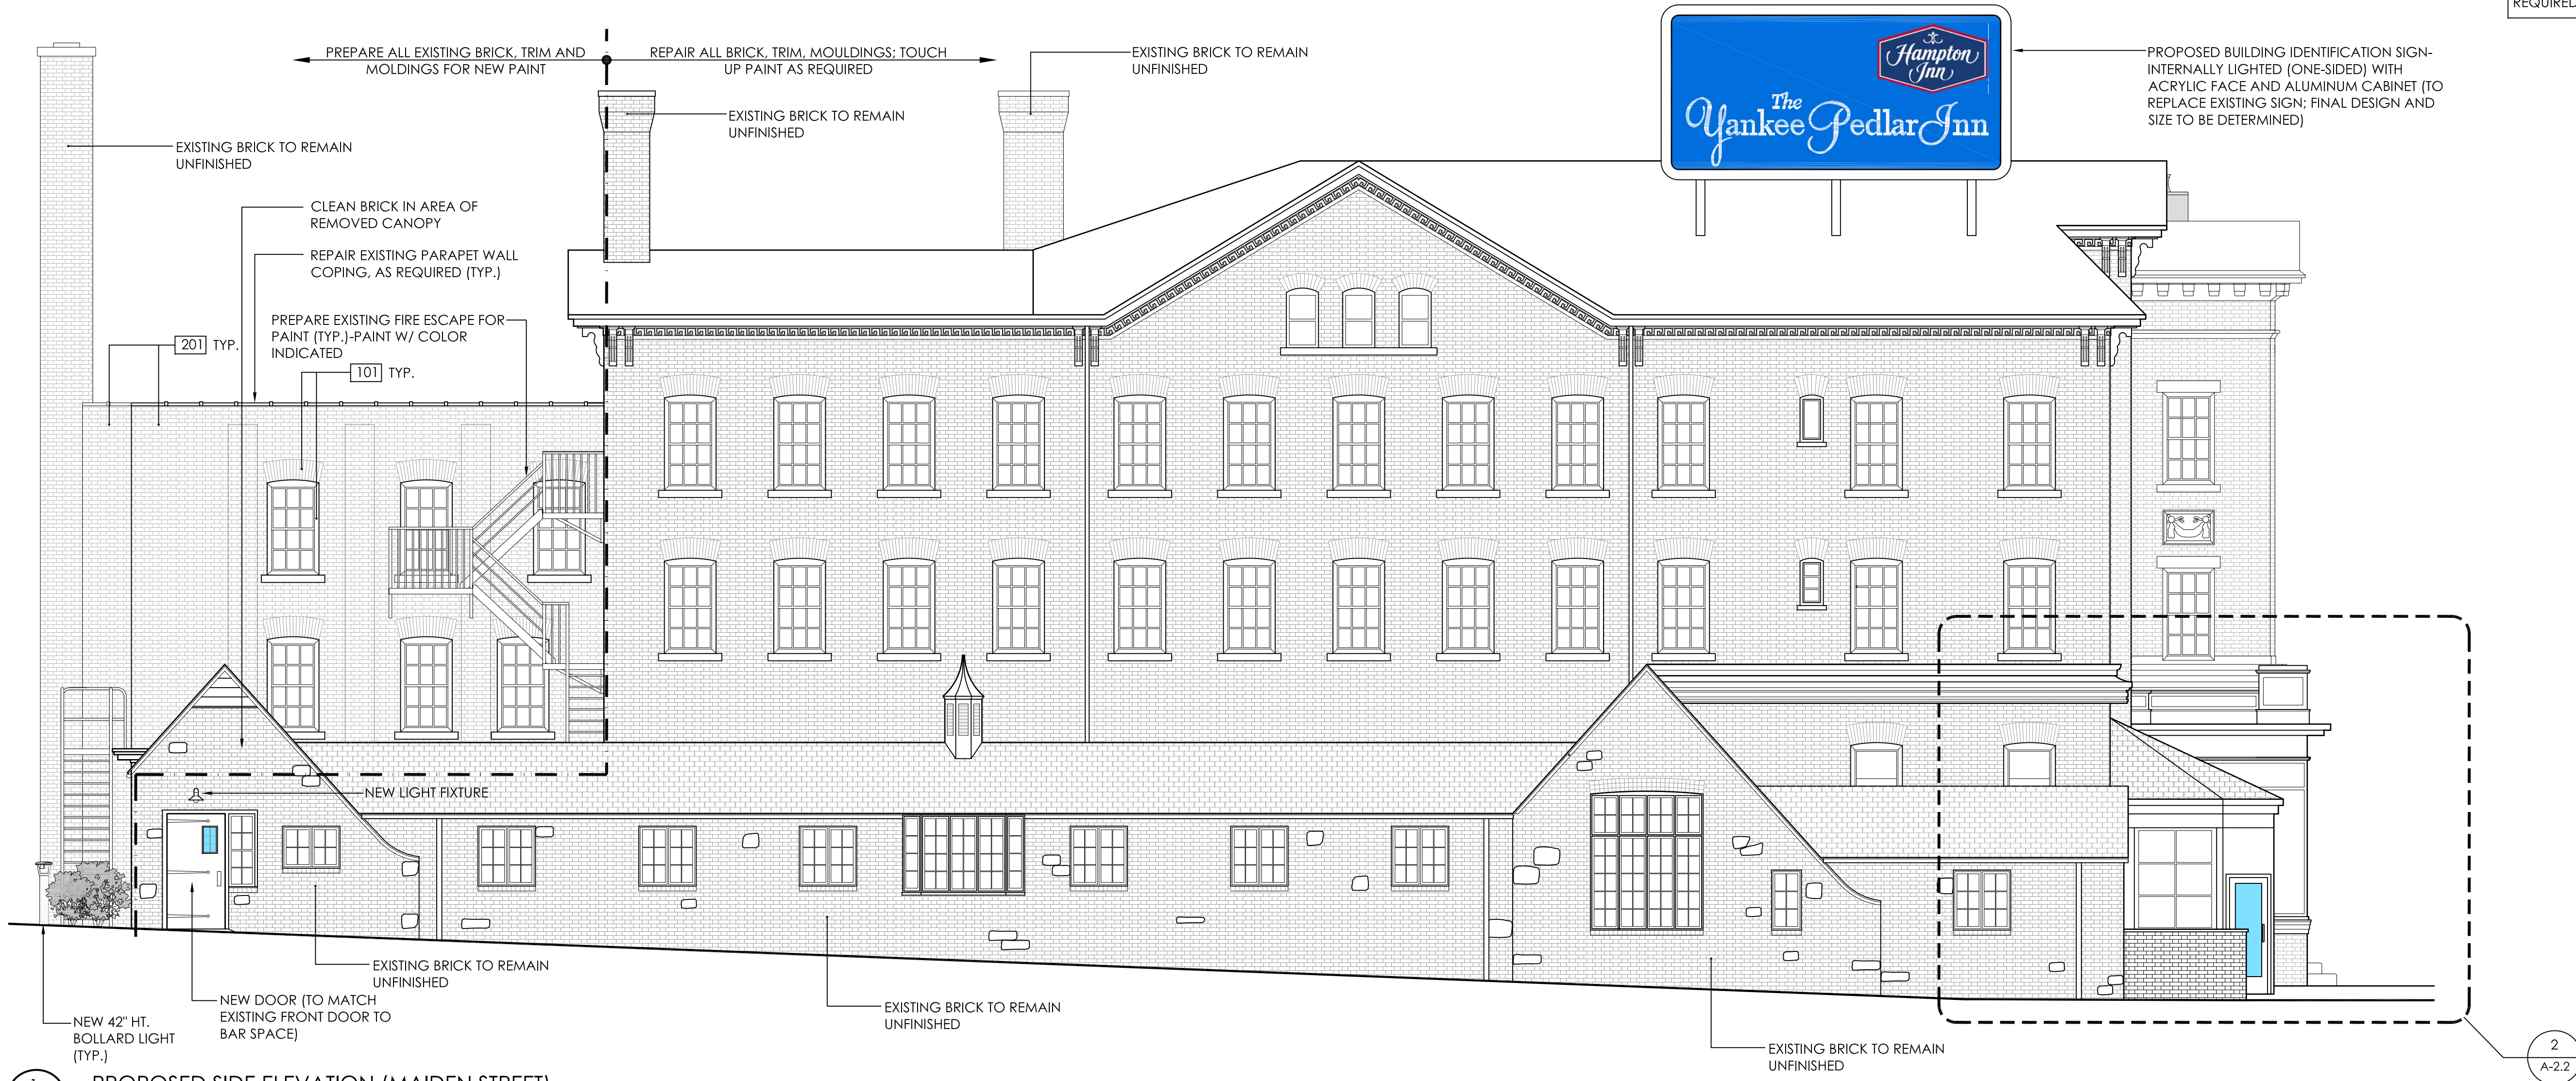 REQUIRED
PREPARE ALL EXISTING BRICK, TRIM AND
MOLDINGS FOR NEW PAINT
REPAIR ALL BRICK, TRIM, MOULDINGS; TOUCH
UP PAINT AS REQUIRED
EXISTING BRICK TO REMAIN
UNFINISHED
EXISTING BRICK TO REMAIN
UNFINISHED
EXISTING BRICK TO REMAIN
UNFINISHED
Hampton
Inn
The
Yankee Pedlar Inn
PROPOSED BUILDING IDENTIFICATION SIGN-
INTERNALLY LIGHTED (ONE-SIDED) WITH
ACRYLIC FACE AND ALUMINUM CABINET (TO
REPLACE EXISTING SIGN; FINAL DESIGN AND
SIZE TO BE DETERMINED)
CLEAN BRICK IN AREA OF
REMOVED CANOPY
REPAIR EXISTING PARAPET WALL
COPING, AS REQUIRED (TYP.)
PREPARE EXISTING FIRE ESCAPE FOR
PAINT (TYP.)-PAINT W/ COLOR
INDICATED
201 TYP.
101 TYP.
NEW LIGHT FIXTURE
EXISTING BRICK TO REMAIN
UNFINISHED
NEW DOOR (TO MATCH
EXISTING FRONT DOOR TO
BAR SPACE)
NEW 42" HT.
BOLLARD LIGHT
(TYP.)
EXISTING BRICK TO REMAIN
UNFINISHED
EXISTING BRICK TO REMAIN
UNFINISHED
2
A-2.2
1
PROPOSED SIDE ELEVATION (MAIDEN STREET)